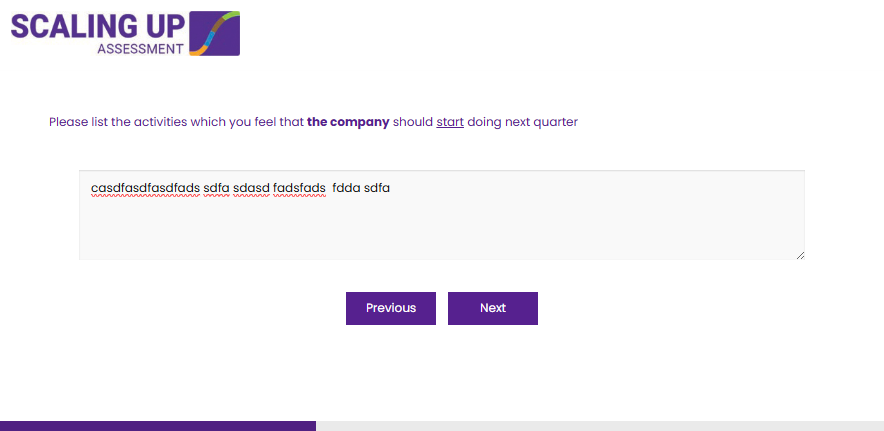 SCALING UP
ASSESSMENT
Please list the activities which you feel that the company should start doing next quarter
casdfasdfasdfads sdfa sdasd fadsfads  fdda sdfa
Previous Next